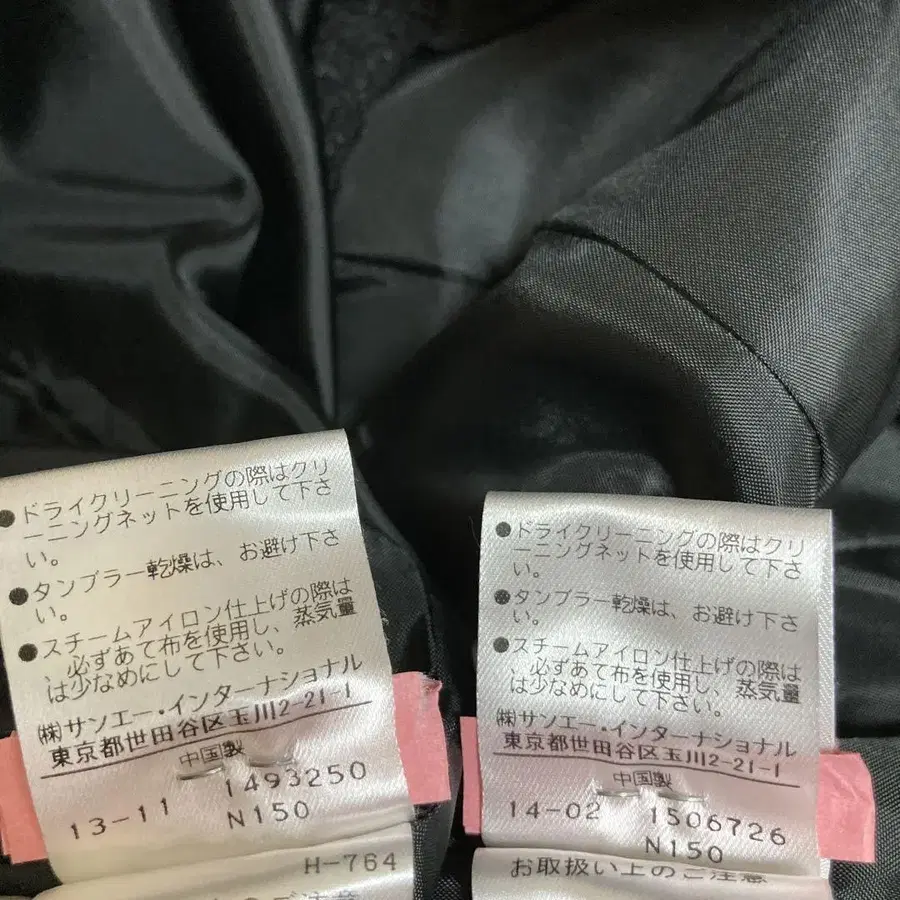 ●ドライクリーニングの際はクリ
ーニングネットを使用して下さ
い。
●タンブラー乾燥は、お避け下さ
い。
●スチームアイロン仕上げの際は
、必ずあて布を使用し、蒸気量
は少なめにして下さい。
㈱サンエー・インターナショナル
東京都世田谷区玉川2-21-1
中国製
13-11 1493250
N150
H-764
●ドライクリーニングの際はクリ
ーニングネットを使用して下さ
い。
●タンブラー乾燥は、お避け下さ
い。
●スチームアイロン仕上げの際は
、必ずあて布を使用し、蒸気量
は少なめにして下さい。
㈱サンエー・インターナショナル
東京都世田谷区玉川2-21-1
中国製
14-02 1506726
N150
お取扱い上のご注意